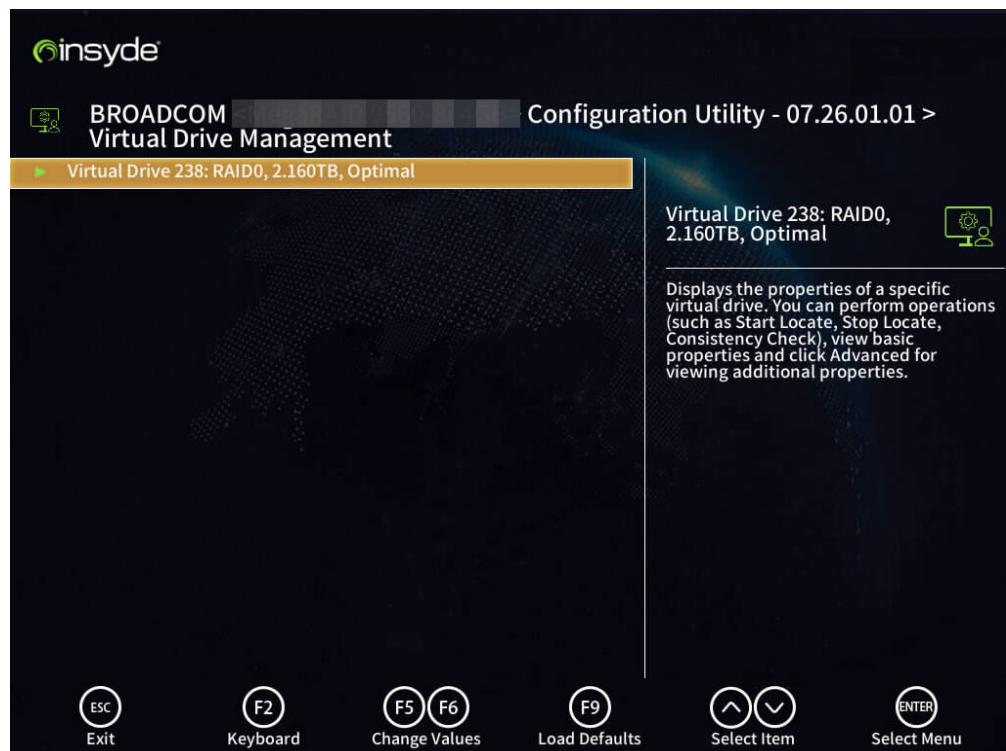 insyde
BROADCOM Configuration Utility - 07.26.01.01 >
Virtual Drive Management
Virtual Drive 238: RAID0, 2.160TB, Optimal
Virtual Drive 238: RAID0,
2.160TB, Optimal
Displays the properties of a specific
virtual drive. You can perform operations
(such as Start Locate, Stop Locate,
Consistency Check), view basic
properties and click Advanced for
viewing additional properties.
ESC F2 F5 F6 F9 ENTER
Exit Keyboard Change Values Load Defaults Select Item Select Menu